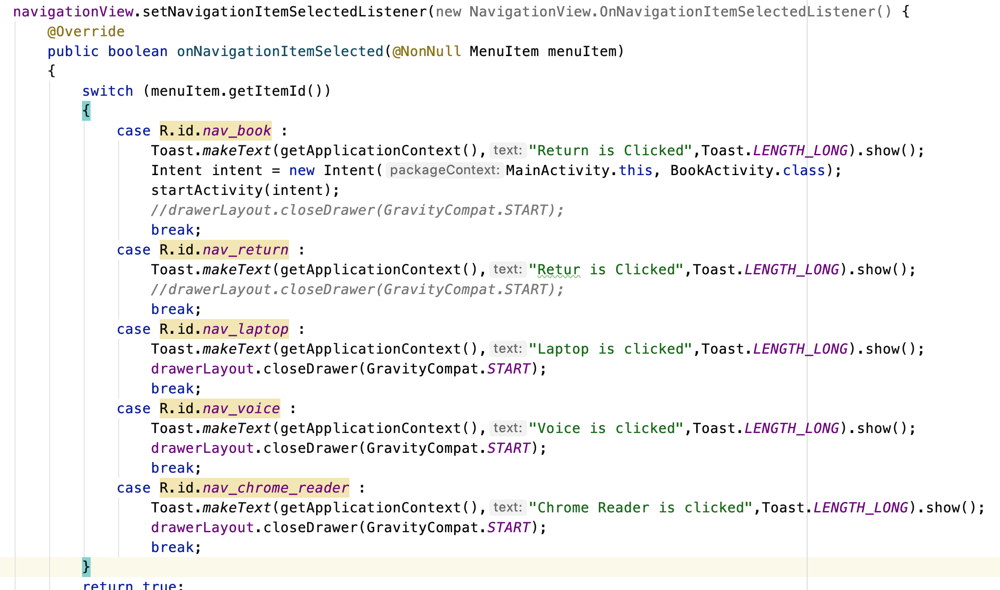 navigationView.setNavigationItemSelectedListener(new NavigationView.OnNavigationItemSelectedListener() {
@Override
public boolean onNavigationItemSelected(@NonNull MenuItem menuItem)
{
switch (menuItem.getItemId())
{
case R.id.nav_book :
Toast.makeText(getApplicationContext(), text: "Return is Clicked",Toast.LENGTH_LONG).show();
Intent intent = new Intent( packageContext: MainActivity.this, BookActivity.class);
startActivity(intent);
//drawerLayout.closeDrawer(GravityCompat.START);
break;
case R.id.nav_return :
Toast.makeText(getApplicationContext(), text: "Retur is Clicked",Toast.LENGTH_LONG).show();
//drawerLayout.closeDrawer(GravityCompat.START);
break;
case R.id.nav_laptop :
Toast.makeText(getApplicationContext(), text: "Laptop is clicked",Toast.LENGTH_LONG).show();
drawerLayout.closeDrawer(GravityCompat.START);
break;
case R.id.nav_voice :
Toast.makeText(getApplicationContext(), text: "Voice is clicked",Toast.LENGTH_LONG).show();
drawerLayout.closeDrawer(GravityCompat.START);
break;
case R.id.nav_chrome_reader :
Toast.makeText(getApplicationContext(), text: "Chrome Reader is clicked",Toast.LENGTH_LONG).show();
drawerLayout.closeDrawer(GravityCompat.START);
break;
}
return true;